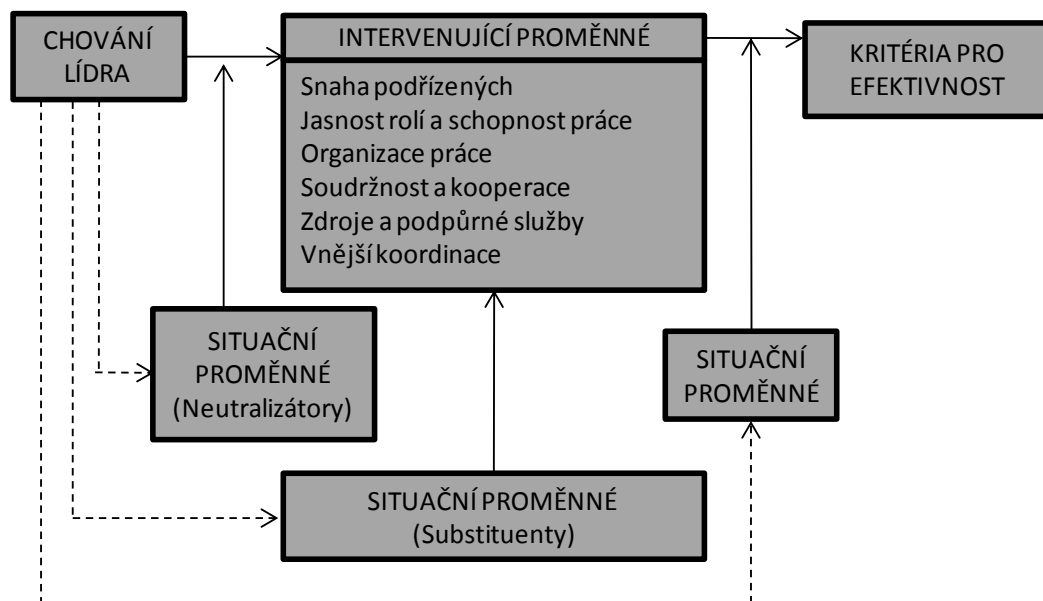 CHOVÁNÍ
LÍDRA
INTERVENUJÍCÍ PROMĚNNÉ
Snaha podřízených
Jasnost rolí a schopnost práce
Organizace práce
Soudržnost a kooperace
Zdroje a podpůrné služby
Vnější koordinace
KRITÉRIA PRO
EFEKTIVNOST
SITUAČNÍ
PROMĚNNÉ
(Neutralizátory)
SITUAČNÍ
PROMĚNNÉ
SITUAČNÍ PROMĚNNÉ
(Substituenty)